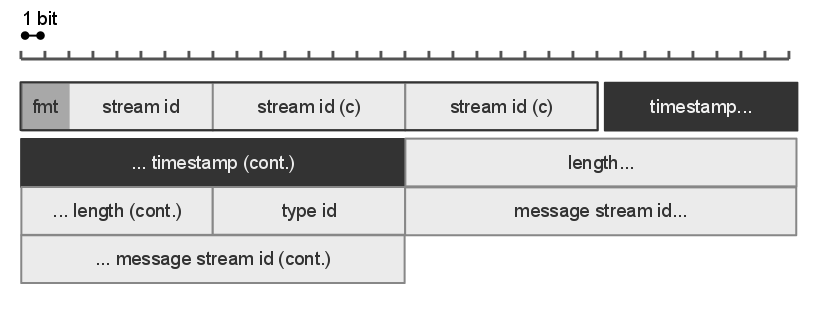 1 bit
fmt stream id stream id (c) stream id (c) timestamp...
... timestamp (cont.) length...
... length (cont.) type id message stream id...
... message stream id (cont.)